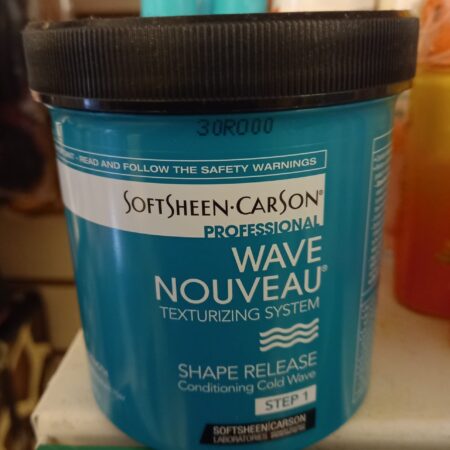 30R000
- READ AND FOLLOW THE SAFETY WARNINGS
SOFTSHEEN·CARSON®
PROFESSIONAL
WAVE
NOUVEAU®
TEXTURIZING SYSTEM
SHAPE RELEASE
Conditioning Cold Wave
STEP 1
SOFTSHEEN|CARSON
LABORATORIES